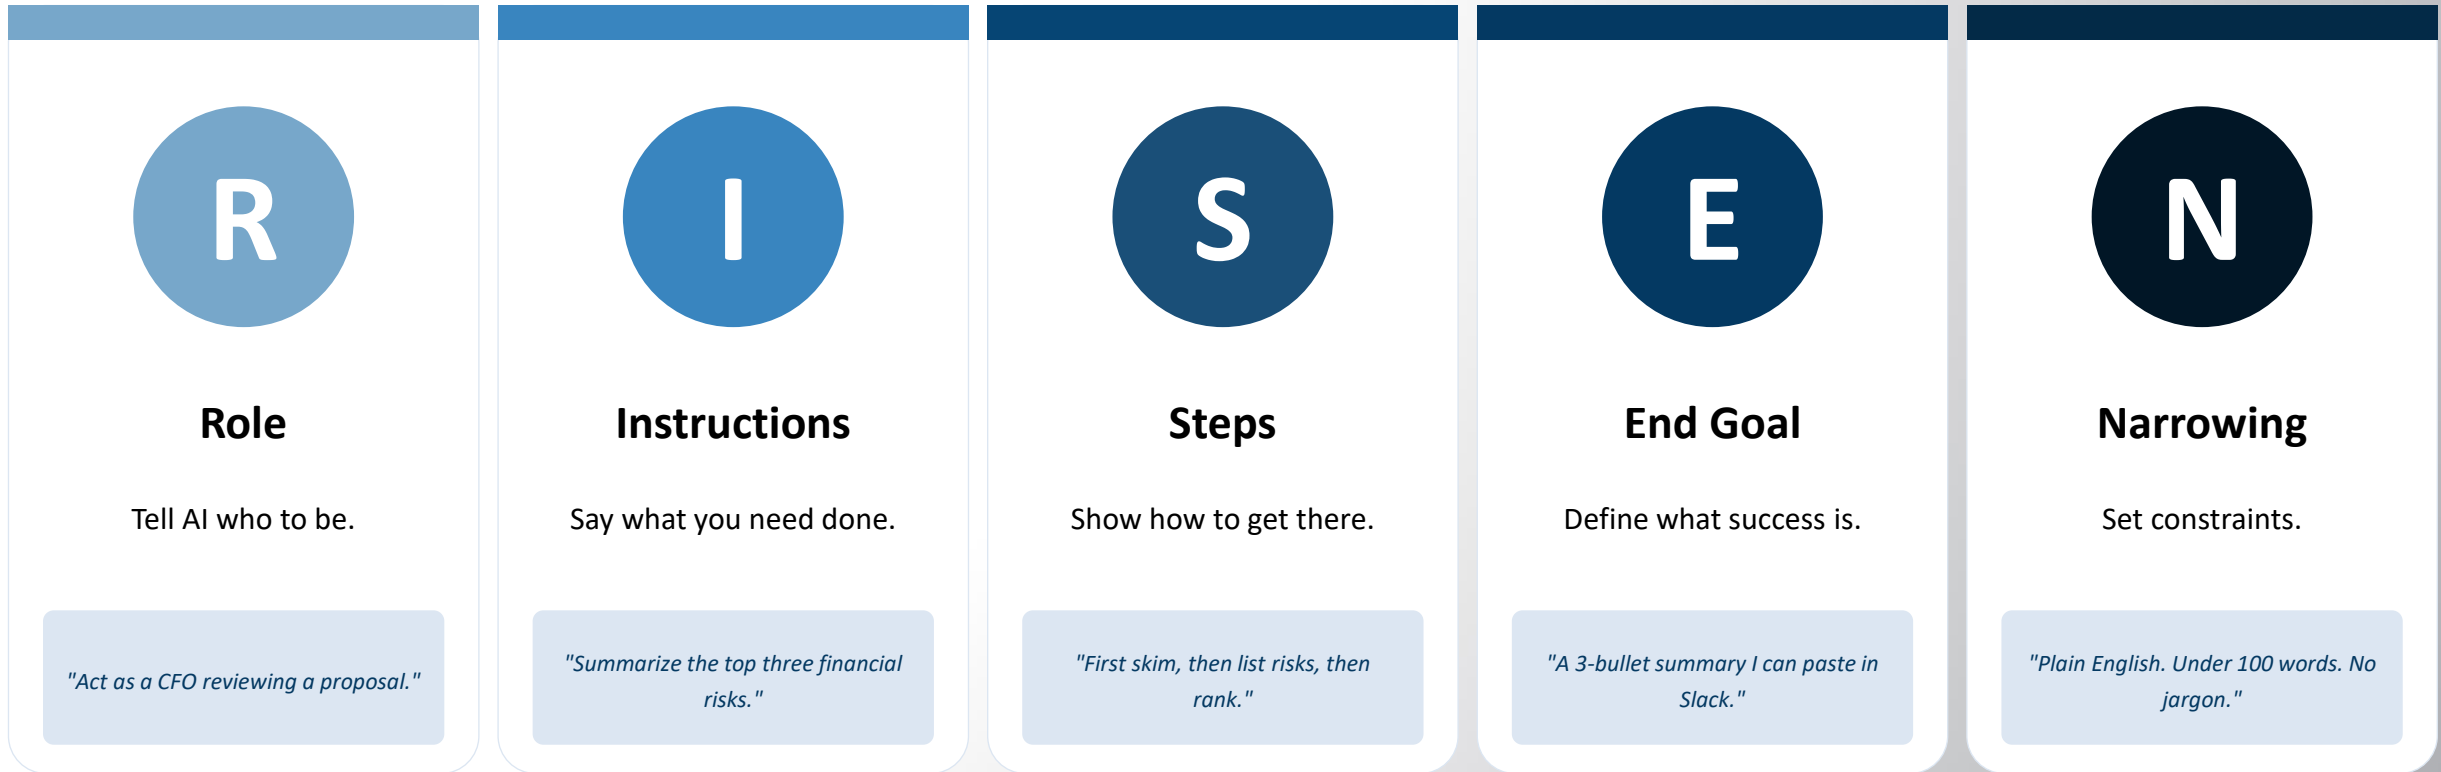 R
Role
Tell AI who to be.
"Act as a CFO reviewing a proposal."
I
Instructions
Say what you need done.
"Summarize the top three financial
risks."
S
Steps
Show how to get there.
"First skim, then list risks, then
rank."
E
End Goal
Define what success is.
"A 3-bullet summary I can paste in
Slack."
N
Narrowing
Set constraints.
"Plain English. Under 100 words. No
jargon."